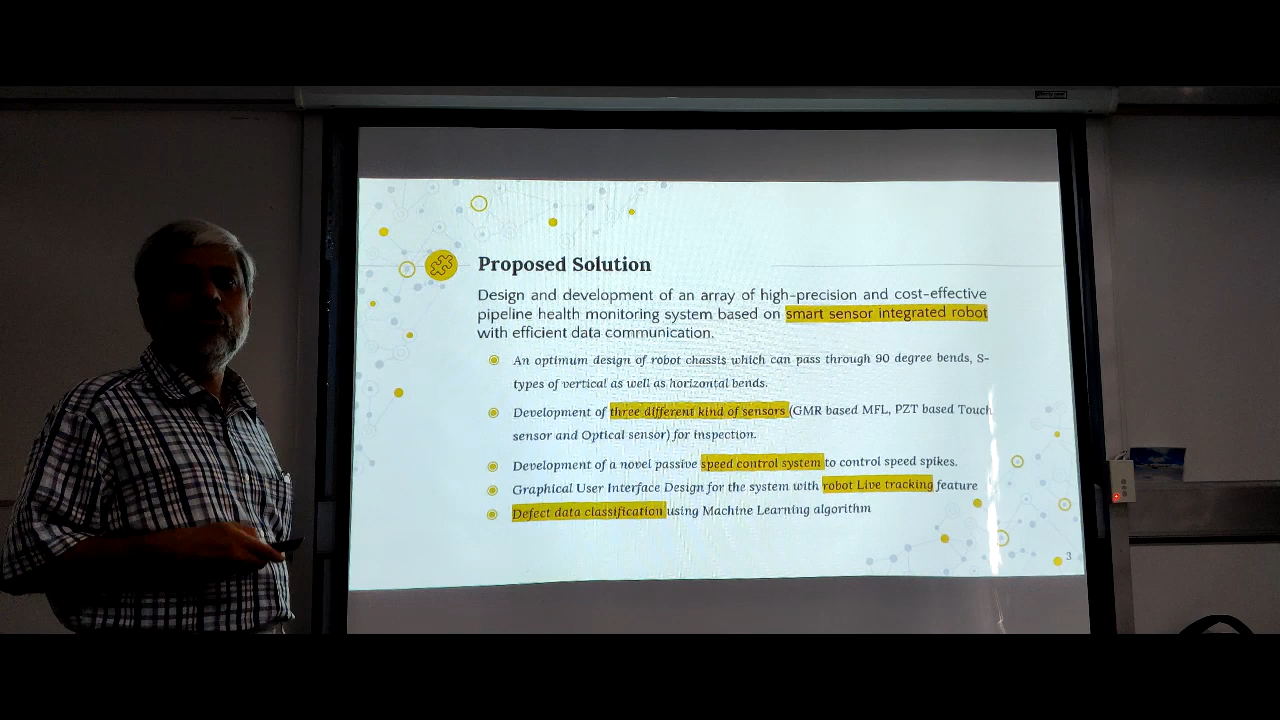 Proposed Solution
Design and development of an array of high-precision and cost-effective
pipeline health monitoring system based on smart sensor integrated robot
with efficient data communication.
An optimum design of robot chassis which can pass through 90 degree bends, S-
types of vertical as well as horizontal bends.
Development of three different kind of sensors (GMR based MFL, PZT based Touch
sensor and Optical sensor) for inspection.
Development of a novel passive speed control system to control speed spikes.
Graphical User Interface Design for the system with robot Live tracking feature
Defect data classification using Machine Learning algorithm
3